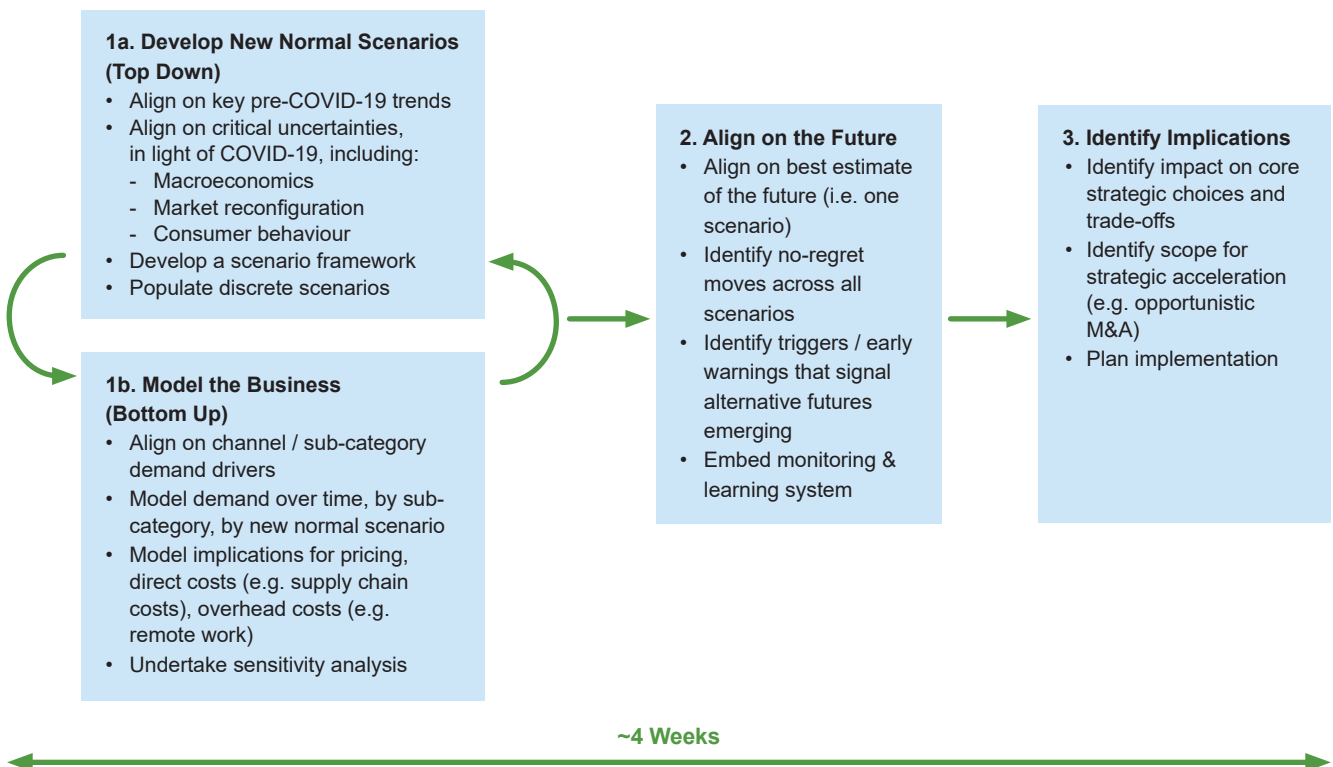 1a. Develop New Normal Scenarios
(Top Down)
• Align on key pre-COVID-19 trends
• Align on critical uncertainties,
in light of COVID-19, including:
- Macroeconomics
- Market reconfiguration
- Consumer behaviour
• Develop a scenario framework
• Populate discrete scenarios
1b. Model the Business
(Bottom Up)
• Align on channel / sub-category
demand drivers
• Model demand over time, by sub-
category, by new normal scenario
• Model implications for pricing,
direct costs (e.g. supply chain
costs), overhead costs (e.g.
remote work)
• Undertake sensitivity analysis
2. Align on the Future
• Align on best estimate
of the future (i.e. one
scenario)
• Identify no-regret
moves across all
scenarios
• Identify triggers / early
warnings that signal
alternative futures
emerging
• Embed monitoring &
learning system
3. Identify Implications
• Identify impact on core
strategic choices and
trade-offs
• Identify scope for
strategic acceleration
(e.g. opportunistic
M&A)
• Plan implementation
~4 Weeks